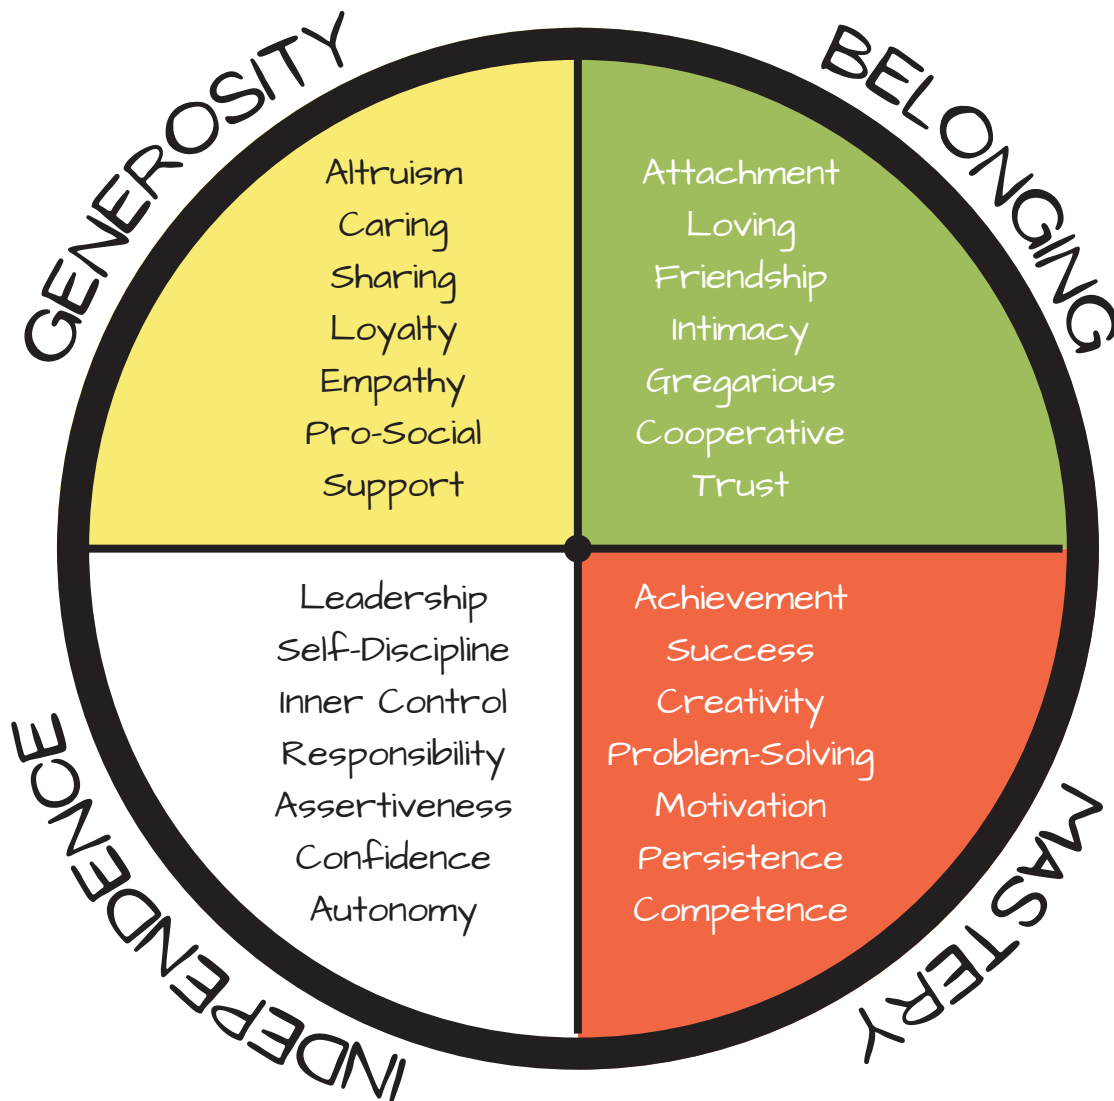 GENEROSITY
Altruism
Caring
Sharing
Loyalty
Empathy
Pro-Social
Support
BELONGING
Attachment
Loving
Friendship
Intimacy
Gregarious
Cooperative
Trust
INDEPENDENCE
Leadership
Self-Discipline
Inner Control
Responsibility
Assertiveness
Confidence
Autonomy
MASTERY
Achievement
Success
Creativity
Problem-Solving
Motivation
Persistence
Competence